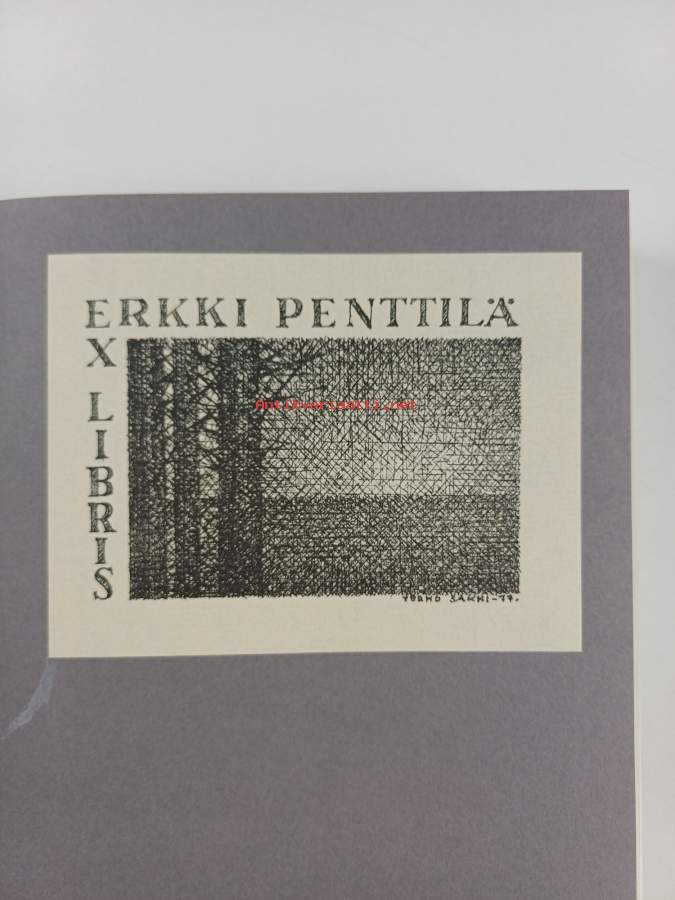 ERKKI PENTTILÄ
EX LIBRIS
Antikvariaatti.net